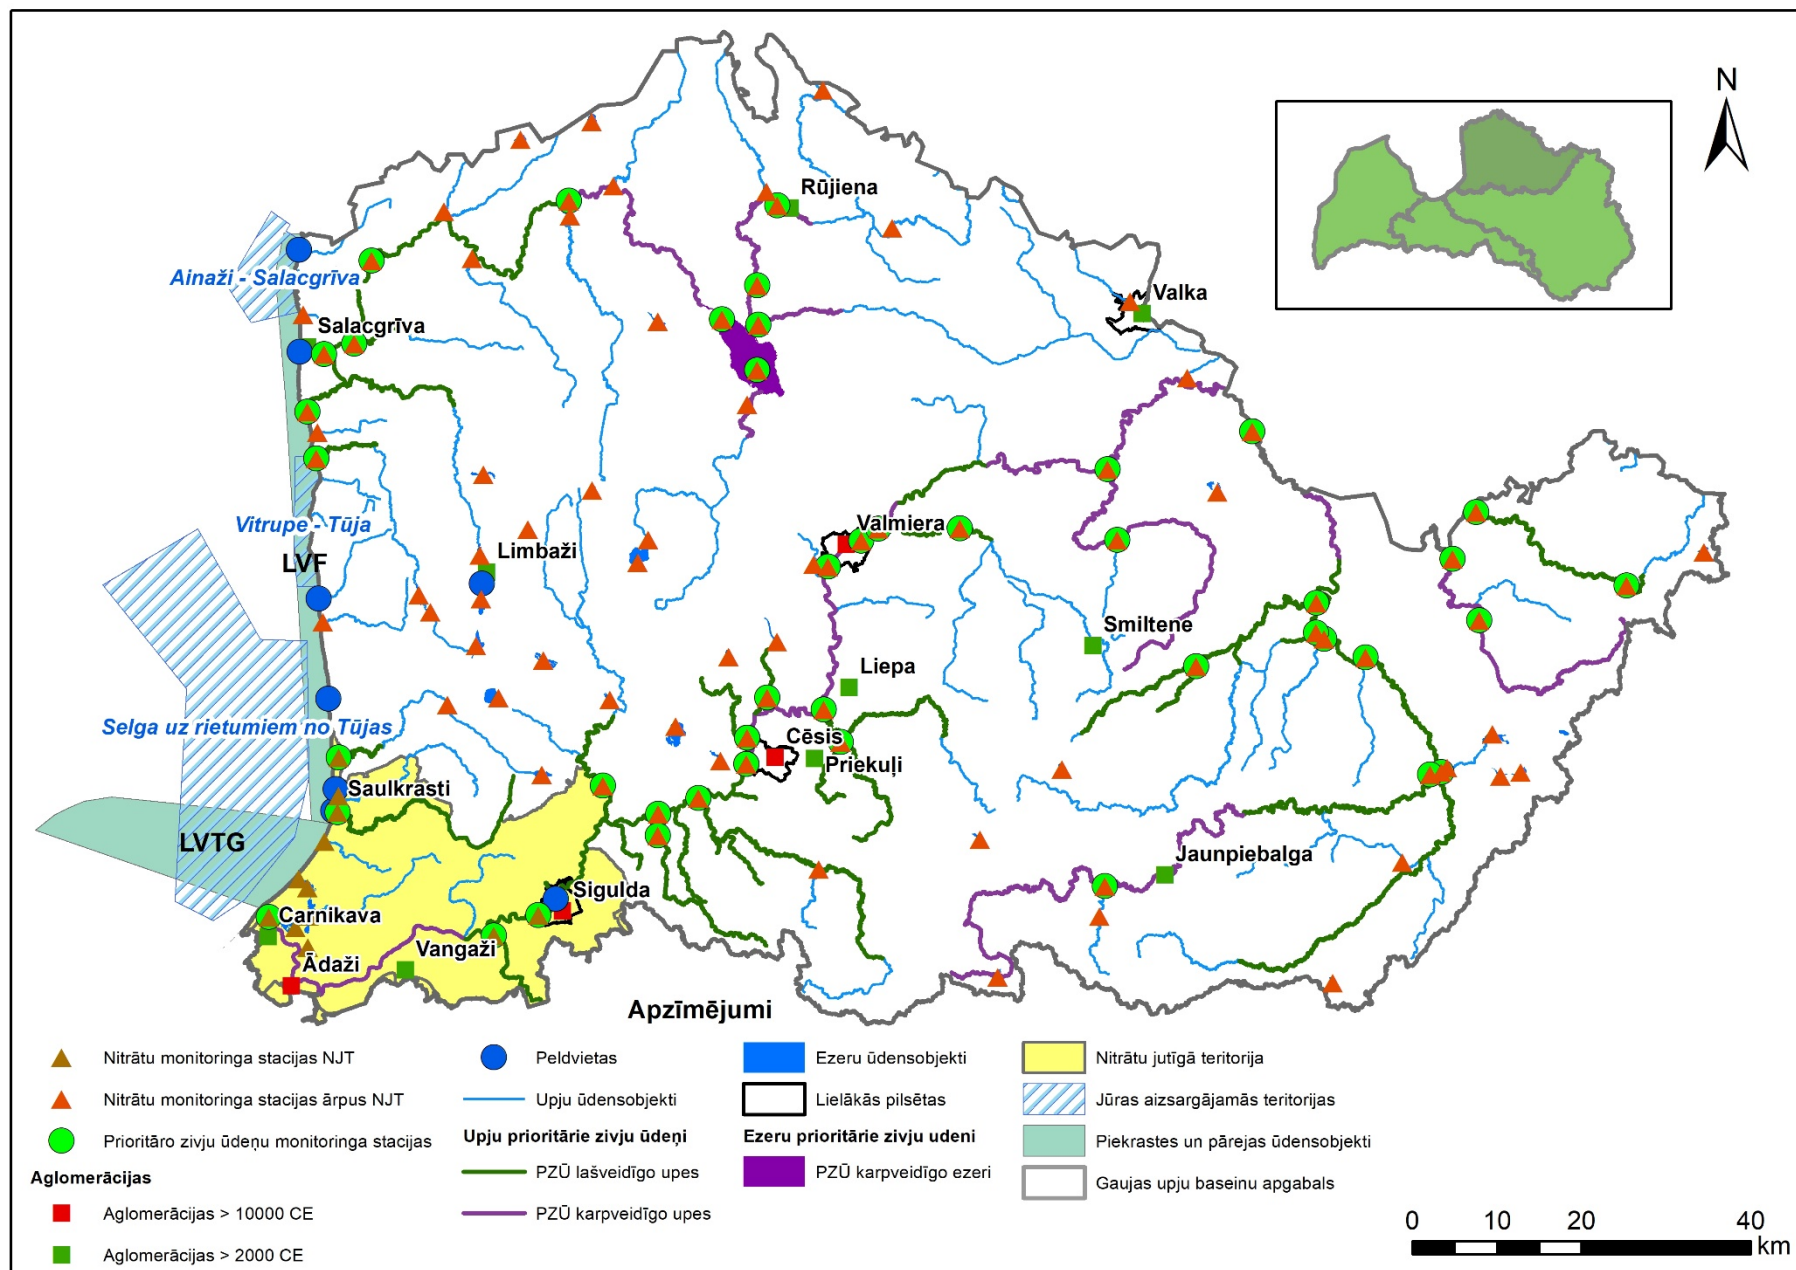 N
Rūjiena
Ainaži - Salacgrīva
Valka
Salacgrīva
Vitrupe - Tūja
Valmiera
Limbaži
LVF
Smiltene
Liepa
Selga uz rietumiem no Tūjas
Cēsis
Priekuļi
Saulkrasti
LVTG
Jaunpiebalga
Sigulda
Carnikava
Vangaži
Ādaži
Apzīmējumi
Nitrātu monitoringa stacijas NJT
Nitrātu monitoringa stacijas ārpus NJT
Prioritāro zivju ūdeņu monitoringa stacijas
Aglomerācijas
Aglomerācijas > 10000 CE
Aglomerācijas > 2000 CE
Peldvietas
Upju ūdensobjekti
Upju prioritārie zivju ūdeņi
PZŪ lašveidīgo upes
PZŪ karpveidīgo upes
Ezeru ūdensobjekti
Lielākās pilsētas
Ezeru prioritārie zivju udeni
PZŪ karpveidīgo ezeri
Nitrātu jutīgā teritorija
Jūras aizsargājamās teritorijas
Piekrastes un pārejas ūdensobjekti
Gaujas upju baseinu apgabals
0 10 20 40
km